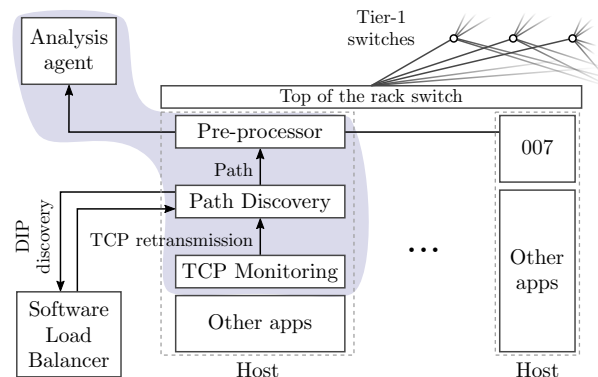 Tier-1
switches
Analysis
agent
Top of the rack switch
Pre-processor
007
Path
Path Discovery
DIP
discovery
TCP retransmission
TCP Monitoring
...
Other
apps
Software
Load
Balancer
Other apps
Host
Host